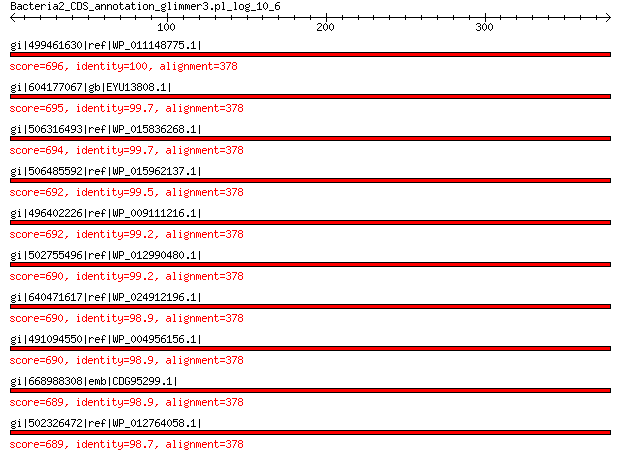 Bacteria2_CDS_annotation_glimmer3.pl_log_10_6
100 200 300
gi|499461630|ref|WP_011148775.1|
score=696, identity=100, alignment=378
gi|604177067|gb|EYU13808.1|
score=695, identity=99.7, alignment=378
gi|506316493|ref|WP_015836268.1|
score=694, identity=99.7, alignment=378
gi|506485592|ref|WP_015962137.1|
score=692, identity=99.5, alignment=378
gi|496402226|ref|WP_009111216.1|
score=692, identity=99.2, alignment=378
gi|502755496|ref|WP_012990480.1|
score=690, identity=99.2, alignment=378
gi|640471617|ref|WP_024912196.1|
score=690, identity=98.9, alignment=378
gi|491094550|ref|WP_004956156.1|
score=690, identity=98.9, alignment=378
gi|668988308|emb|CDG95299.1|
score=689, identity=98.9, alignment=378
gi|502326472|ref|WP_012764058.1|
score=689, identity=98.7, alignment=378